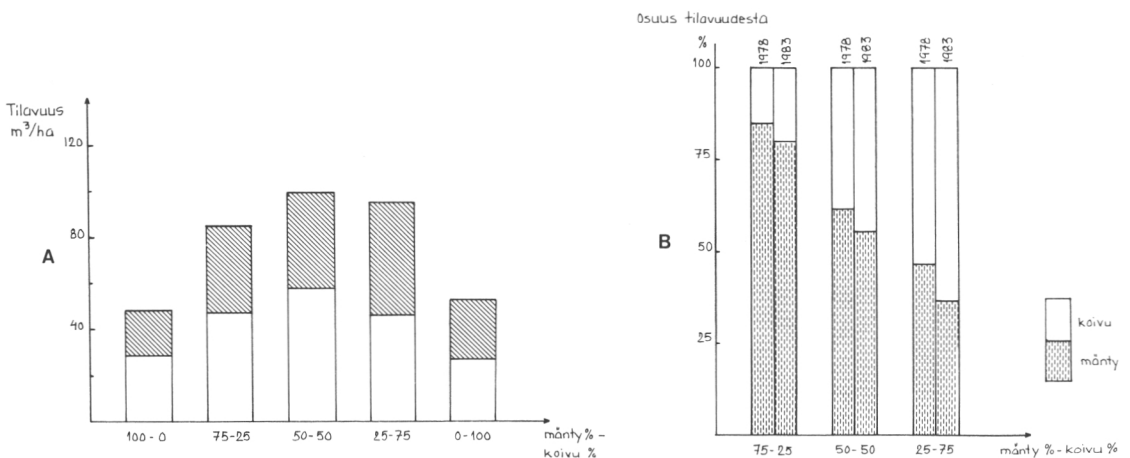 Tilavuus
m³/ha
120
80
40
A
100-0
75-25
50-50
25-75
0-100
mänty % -
koivu %
Osuus tilavuudesta
%
1978
1983
1978
1983
1978
1983
100
75
50
25
B
75-25
50-50
25-75
mänty % - koivu %
koivu
mänty